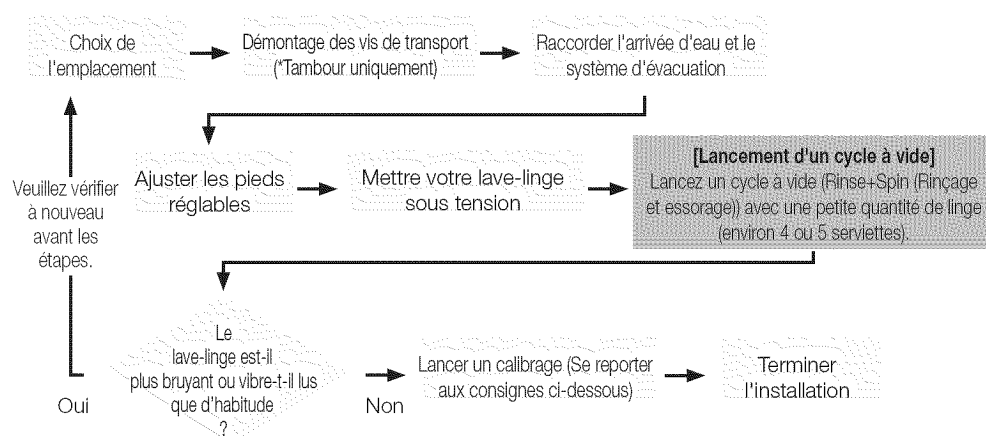 Choix de
l'emplacement
Démontage des vis de transport
(*Tambour uniquement)
Raccorder l'arrivée d'eau et le
système d'évacuation
Veuillez vérifier
à nouveau
avant les
étapes.
Ajuster les pieds
réglables
Mettre votre lave-linge
sous tension
[Lancement d'un cycle à vide]
Lancez un cycle à vide (Rinse+Spin (Rinçage
et essorage)) avec une petite quantité de linge
(environ 4 ou 5 serviettes).
Le
lave-linge est-il
plus bruyant ou vibre-t-il lus
que d'habitude
?
Oui
Non
Lancer un calibrage (Se reporter
aux consignes ci-dessous)
Terminer
l'installation